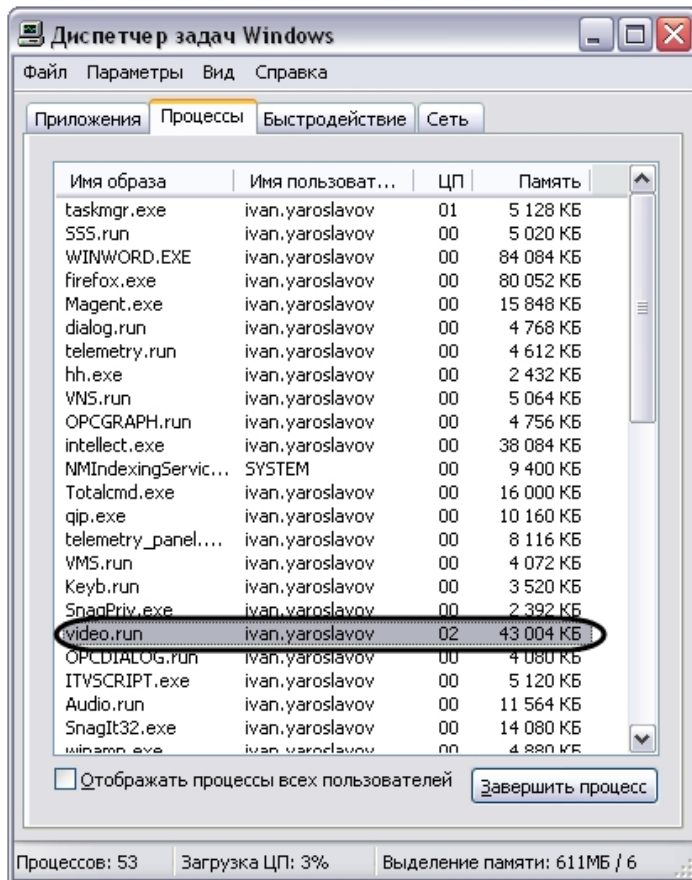 Диспетчер задач Windows
Файл Параметры Вид Справка
Приложения Процессы Быстродействие Сеть
Имя образа Имя пользоват... ЦП Память
taskmgr.exe ivan.yaroslavov 01 5 128 КБ
SSS.run ivan.yaroslavov 00 5 020 КБ
WINWORD.EXE ivan.yaroslavov 00 84 084 КБ
firefox.exe ivan.yaroslavov 00 80 052 КБ
Magent.exe ivan.yaroslavov 00 15 848 КБ
dialog.run ivan.yaroslavov 00 4 768 КБ
telemetry.run ivan.yaroslavov 00 4 612 КБ
hh.exe ivan.yaroslavov 00 2 432 КБ
VNS.run ivan.yaroslavov 00 5 064 КБ
OPCGRAPH.run ivan.yaroslavov 00 4 756 КБ
intellect.exe ivan.yaroslavov 00 38 084 КБ
NMIndexingServic... SYSTEM 00 9 400 КБ
Totalcmd.exe ivan.yaroslavov 00 16 000 КБ
qip.exe ivan.yaroslavov 00 10 160 КБ
telemetry_panel.... ivan.yaroslavov 00 8 116 КБ
VMS.run ivan.yaroslavov 00 4 072 КБ
Keyb.run ivan.yaroslavov 00 3 520 КБ
SnagPriv.exe ivan.yaroslavov 00 2 392 КБ
video.run ivan.yaroslavov 02 43 004 КБ
OPCDIALOG.run ivan.yaroslavov 00 4 080 КБ
ITVSCRIPT.exe ivan.yaroslavov 00 5 120 КБ
Audio.run ivan.yaroslavov 00 11 564 КБ
SnagIt32.exe ivan.yaroslavov 00 14 080 КБ
winamp.exe ivan.yaroslavov 00 4 880 КБ
Отображать процессы всех пользователей Завершить процесс
Процессов: 53 Загрузка ЦП: 3% Выделение памяти: 611МБ / 6